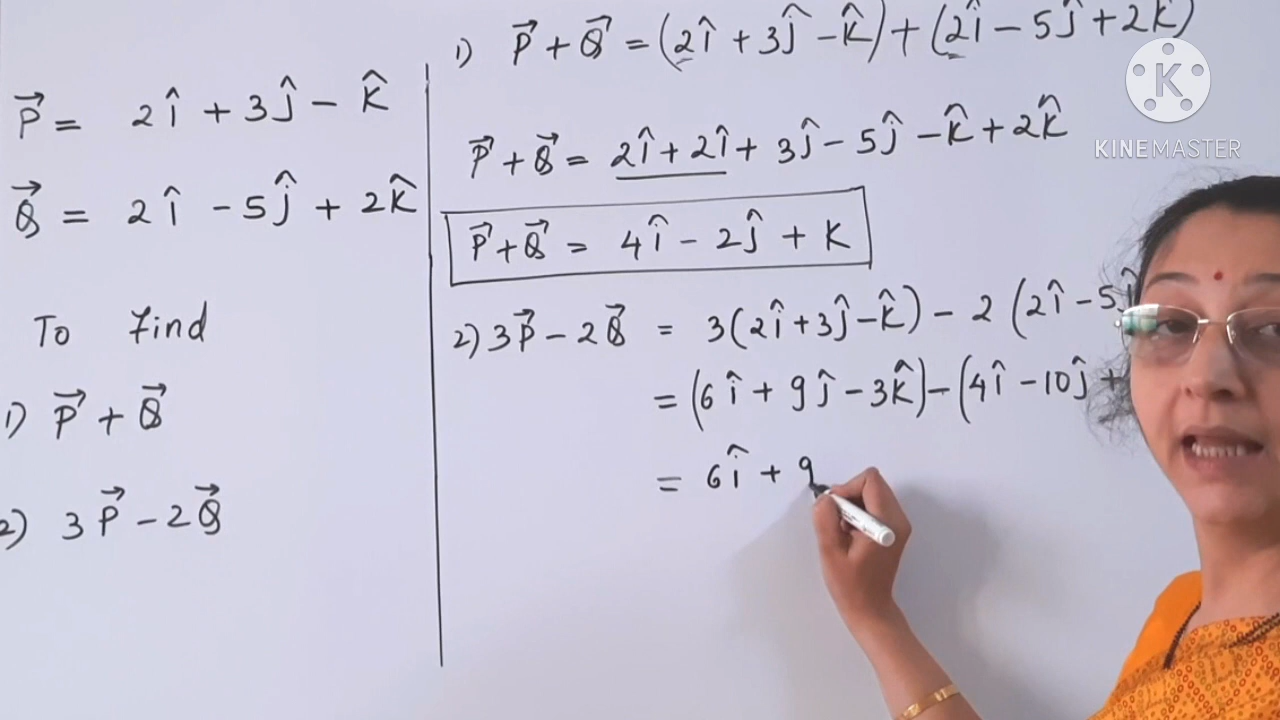 P⃗ = 2î + 3ĵ - k̂
Q⃗ = 2î - 5ĵ + 2k̂
To Find
1) P⃗ + Q⃗
2) 3P⃗ - 2Q⃗
1) P⃗ + Q⃗ = (2î + 3ĵ - k̂) + (2î - 5ĵ + 2k̂)
P⃗ + Q⃗ = 2î + 2î + 3ĵ - 5ĵ - k̂ + 2k̂
P⃗ + Q⃗ = 4î - 2ĵ + k
2) 3P⃗ - 2Q⃗ = 3(2î + 3ĵ - k̂) - 2 (2î - 5ĵ
= (6î + 9ĵ - 3k̂) - (4î - 10ĵ +
= 6î + 9
K
KINEMASTER